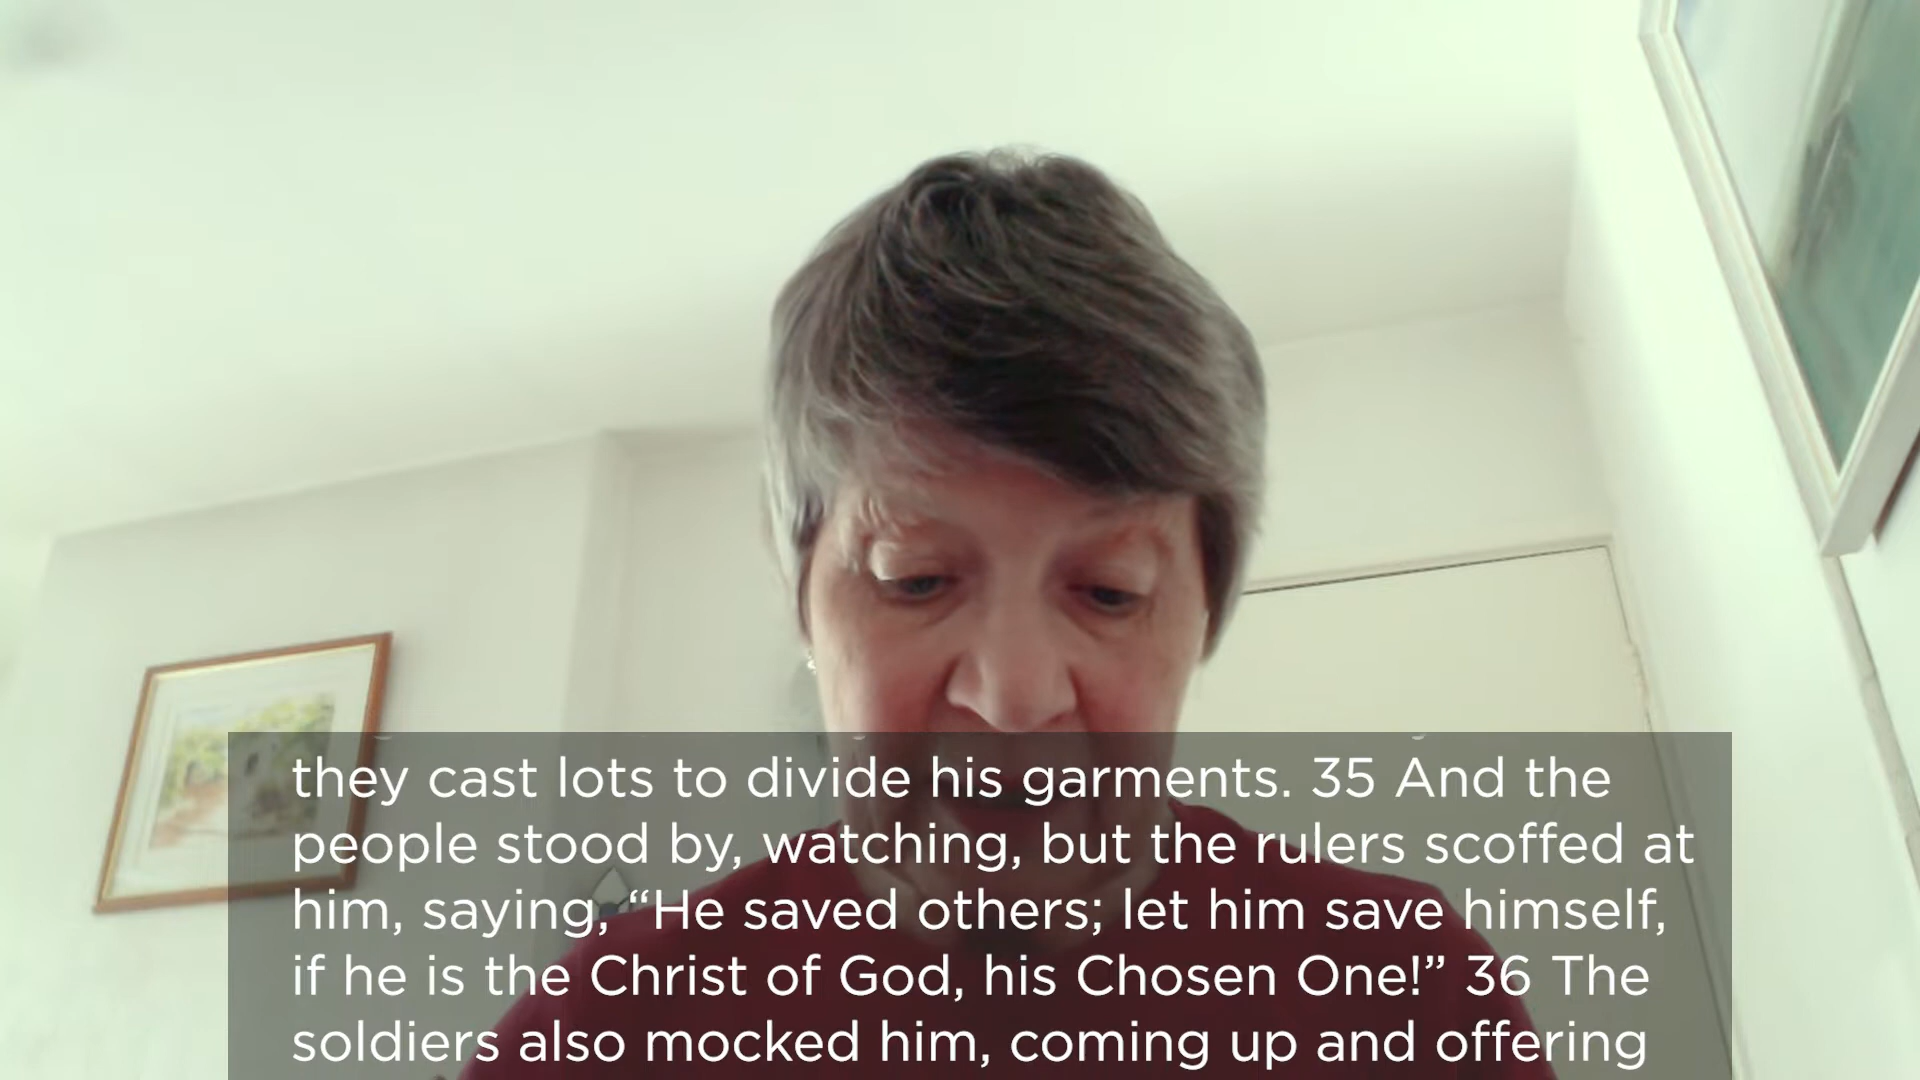 they cast lots to divide his garments. 35 And the
people stood by, watching, but the rulers scoffed at
him, saying, “He saved others; let him save himself,
if he is the Christ of God, his Chosen One!” 36 The
soldiers also mocked him, coming up and offering